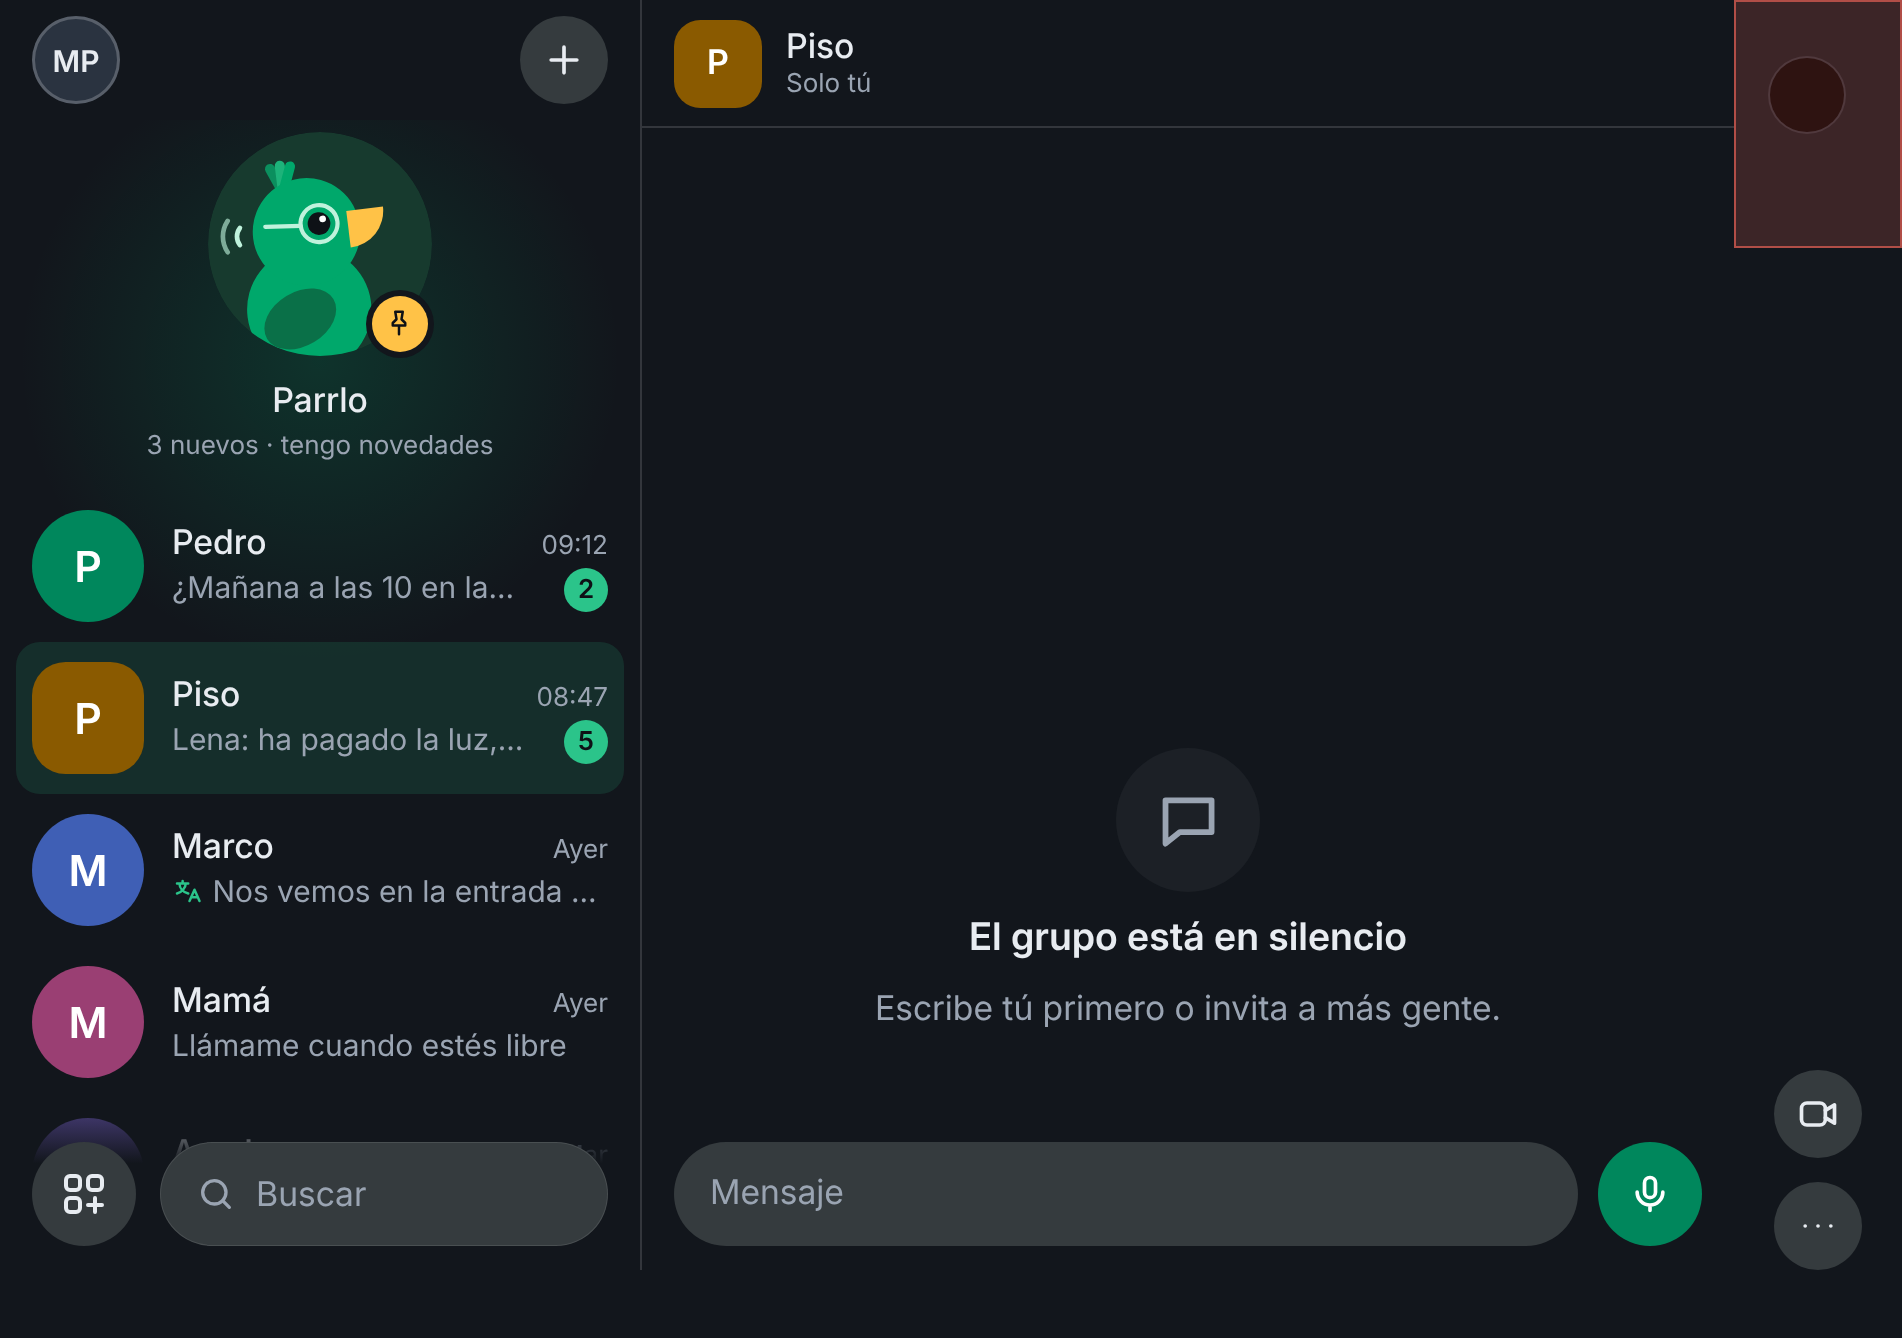 MP
Parrlo
3 nuevos · tengo novedades
P
Pedro
09:12
¿Mañana a las 10 en la...
2
P
Piso
08:47
Lena: ha pagado la luz,...
5
M
Marco
Ayer
Nos vemos en la entrada ...
M
Mamá
Ayer
Llámame cuando estés libre
Buscar
P
Piso
Solo tú
El grupo está en silencio
Escribe tú primero o invita a más gente.
Mensaje